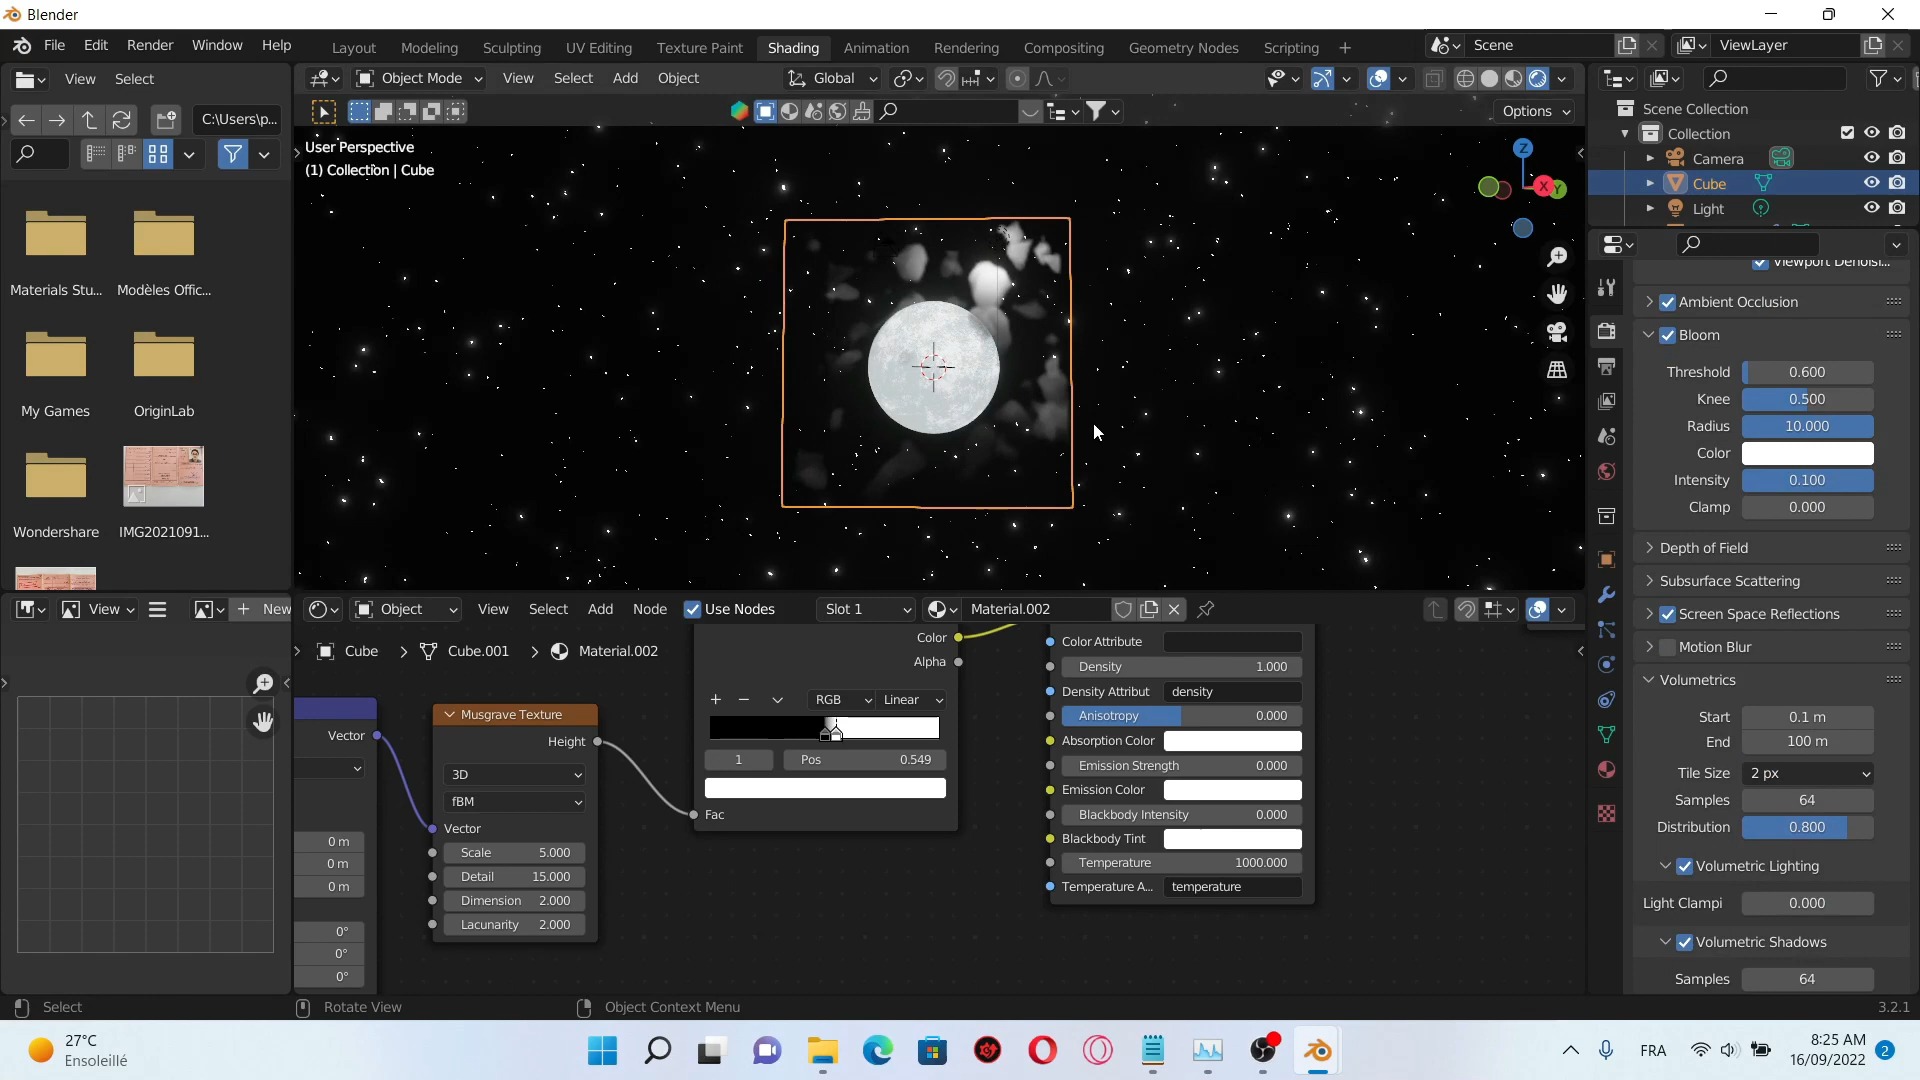 Blender
File Edit Render Window Help
Layout Modeling Sculpting UV Editing Texture Paint Shading Animation Rendering Compositing Geometry Nodes Scripting +
Scene
ViewLayer
View Select
Object Mode View Select Add Object
Global
C:\Users\p...
Options
User Perspective
(1) Collection | Cube
Z
X
Y
Scene Collection
Collection
Camera
Cube
Light
Materials Stu... Modèles Offic...
My Games OriginLab
Wondershare IMG2021091...
Viewport Denoisi...
Ambient Occlusion
Bloom
Threshold 0.600
Knee 0.500
Radius 10.000
Color
Intensity 0.100
Clamp 0.000
Depth of Field
Subsurface Scattering
Screen Space Reflections
Motion Blur
Volumetrics
Start 0.1 m
End 100 m
Tile Size 2 px
Samples 64
Distribution 0.800
Volumetric Lighting
Light Clampi 0.000
Volumetric Shadows
Samples 64
View
New
Object View Select Add Node Use Nodes Slot 1 Material.002
Cube > Cube.001 > Material.002
Vector
0 m
0 m
0 m
0°
0°
0°
Musgrave Texture
Height
3D
fBM
Vector
Scale 5.000
Detail 15.000
Dimension 2.000
Lacunarity 2.000
Color
Alpha
+ − RGB Linear
1 Pos 0.549
Fac
Color Attribute
Density 1.000
Density Attribut density
Anisotropy 0.000
Absorption Color
Emission Strength 0.000
Emission Color
Blackbody Intensity 0.000
Blackbody Tint
Temperature 1000.000
Temperature A... temperature
Select Rotate View Object Context Menu 3.2.1
27°C
Ensoleillé
FRA
8:25 AM
16/09/2022
2